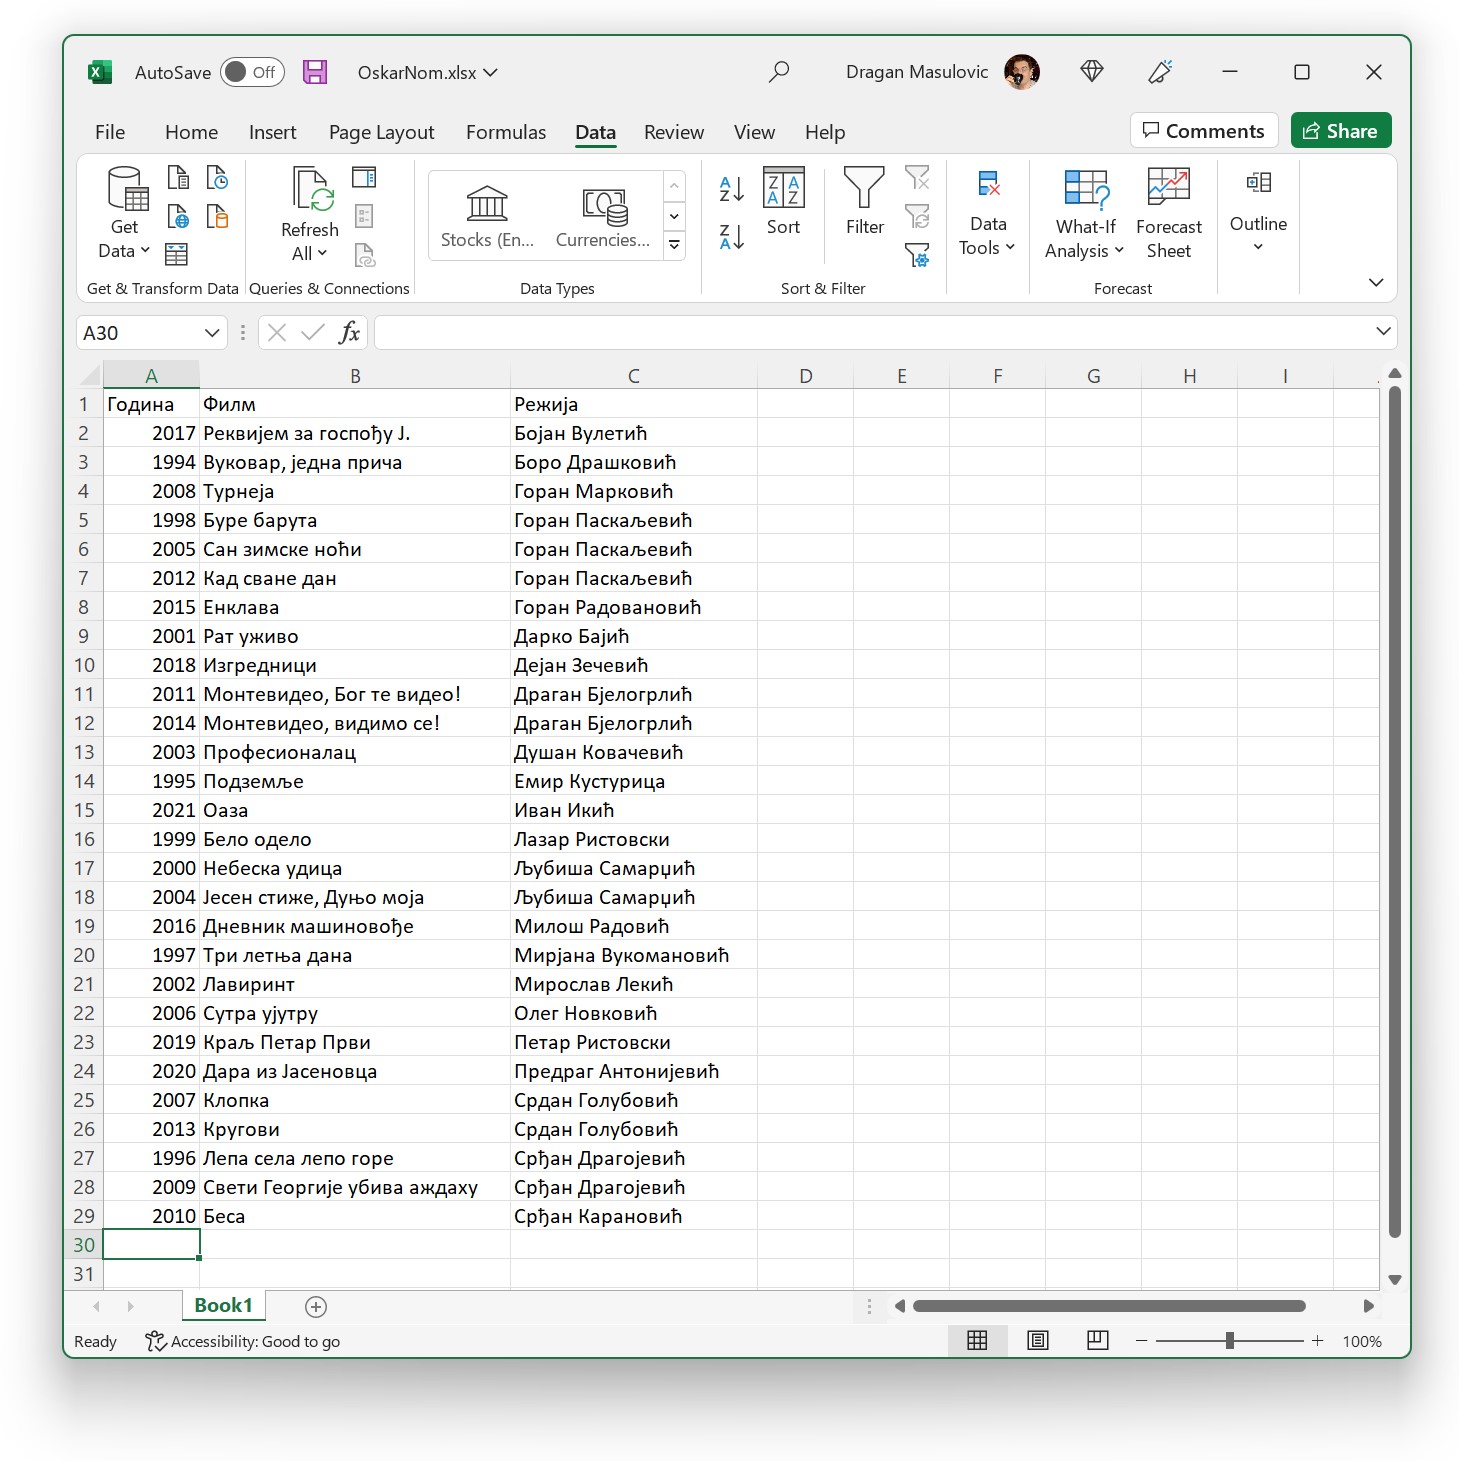 AutoSave Off OskarNom.xlsx Dragan Masulovic
File Home Insert Page Layout Formulas Data Review View Help Comments Share
Get Data Refresh All Stocks (En... Currencies... Sort Filter Data Tools What-If Analysis Forecast Sheet Outline
Get & Transform Data Queries & Connections Data Types Sort & Filter Forecast
A30 fx
A B C D E F G H I
1 Година Филм Режија
2 2017 Реквијем за госпођу Ј. Бојан Вулетић
3 1994 Вуковар, једна прича Боро Драшковић
4 2008 Турнеја Горан Марковић
5 1998 Буре барута Горан Паскаљевић
6 2005 Сан зимске ноћи Горан Паскаљевић
7 2012 Кад сване дан Горан Паскаљевић
8 2015 Енклава Горан Радовановић
9 2001 Рат уживо Дарко Бајић
10 2018 Изгредници Дејан Зечевић
11 2011 Монтевидео, Бог те видео! Драган Бјелогрлић
12 2014 Монтевидео, видимо се! Драган Бјелогрлић
13 2003 Професионалац Душан Ковачевић
14 1995 Подземље Емир Кустурица
15 2021 Оаза Иван Икић
16 1999 Бело одело Лазар Ристовски
17 2000 Небеска удица Љубиша Самарџић
18 2004 Јесен стиже, Дуњо моја Љубиша Самарџић
19 2016 Дневник машиновође Милош Радовић
20 1997 Три летња дана Мирјана Вукомановић
21 2002 Лавиринт Мирослав Лекић
22 2006 Сутра ујутру Олег Новковић
23 2019 Краљ Петар Први Петар Ристовски
24 2020 Дара из Јасеновца Предраг Антонијевић
25 2007 Клопка Срдан Голубовић
26 2013 Кругови Срдан Голубовић
27 1996 Лепа села лепо горе Срђан Драгојевић
28 2009 Свети Георгије убива аждаху Срђан Драгојевић
29 2010 Беса Срђан Карановић
30
31
Book1
Ready Accessibility: Good to go 100%